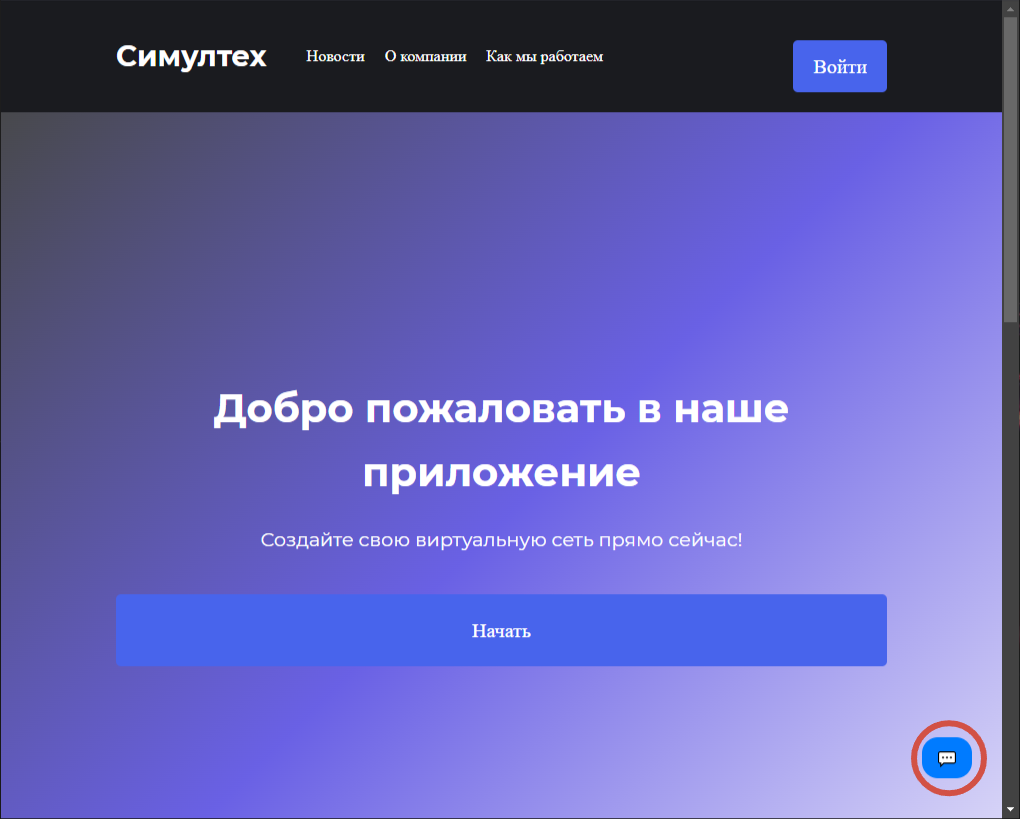 Симултех
Новости
О компании
Как мы работаем
Войти
Добро пожаловать в наше
приложение
Создайте свою виртуальную сеть прямо сейчас!
Начать